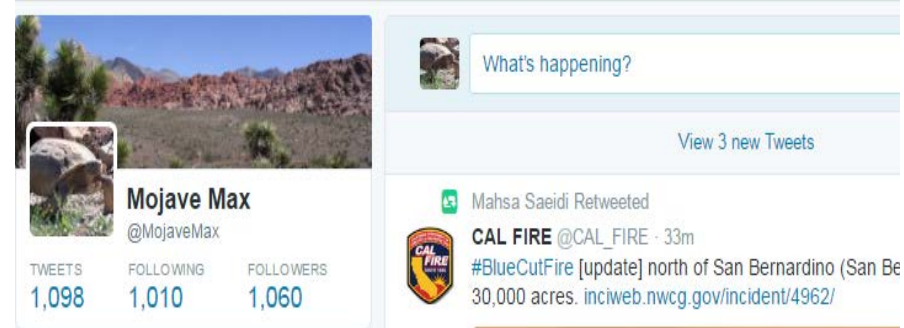 What's happening?
View 3 new Tweets
Mojave Max
@MojaveMax
TWEETS FOLLOWING FOLLOWERS
1,098 1,010 1,060
Mahsa Saeidi Retweeted
CAL FIRE @CAL_FIRE · 33m
#BlueCutFire [update] north of San Bernardino (San Be
30,000 acres. inciweb.nwcg.gov/incident/4962/
CAL
FIRE